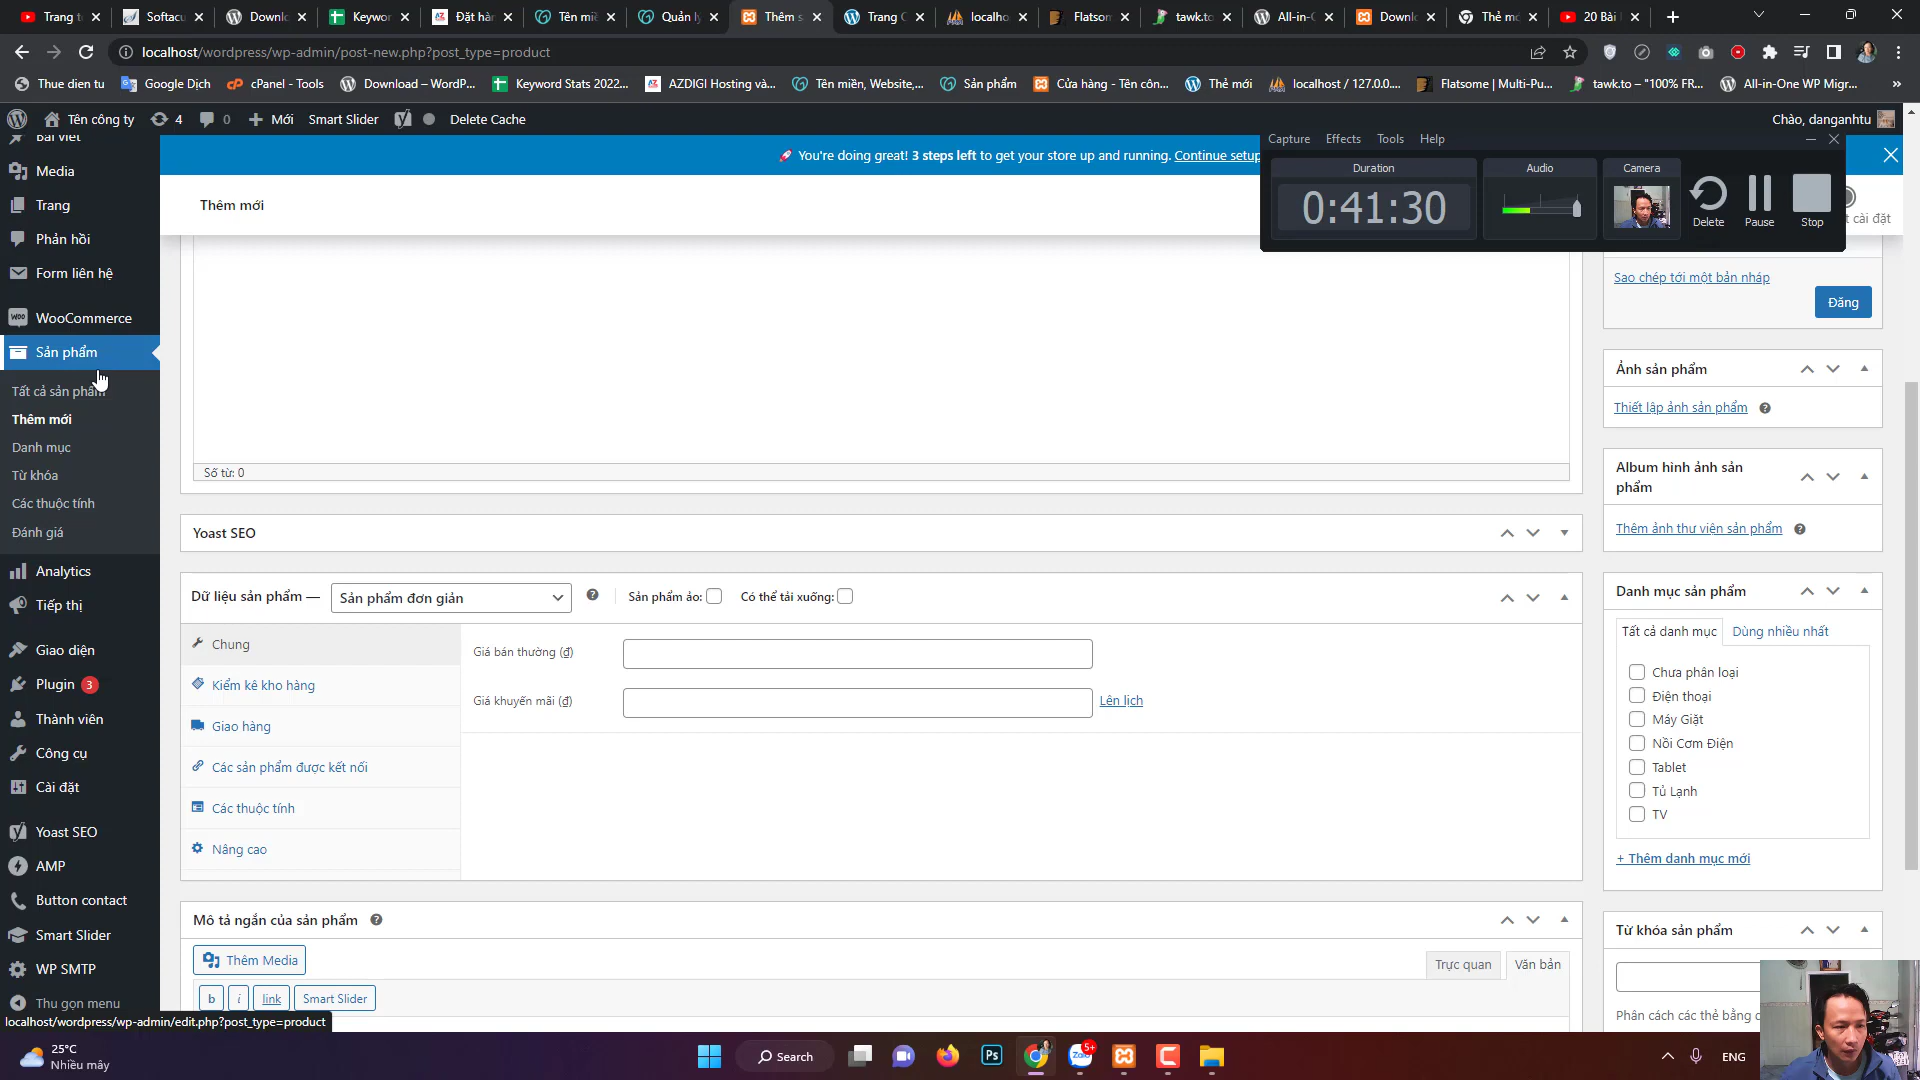 Trang t
Softacu
Downlo
Keywor
Đặt hàn
Tên mi
Quản lý
Thêm s
Trang C
localho
Flatsom
tawk.to
All-in-C
Downl
Thẻ mớ
20 Bài
localhost/wordpress/wp-admin/post-new.php?post_type=product
Thue dien tu
Google Dịch
cPanel - Tools
Download – WordP...
Keyword Stats 2022...
AZDIGI Hosting và...
Tên miền, Website,...
Sản phẩm
Cửa hàng - Tên côn...
Thẻ mới
localhost / 127.0.0....
Flatsome | Multi-Pu...
tawk.to – "100% FR...
All-in-One WP Migr...
»
Tên công ty
4
0
Mới
Smart Slider
Delete Cache
Chào, danganhtu
🚀 You're doing great! 3 steps left to get your store up and running. Continue setup
Capture Effects Tools Help
Duration
0:41:30
Audio
Camera
Delete
Pause
Stop
Thêm mới
t cài đặt
Bài viết
Media
Trang
Phản hồi
Form liên hệ
WooCommerce
Sản phẩm
Tất cả sản phẩm
Thêm mới
Danh mục
Từ khóa
Các thuộc tính
Đánh giá
Analytics
Tiếp thị
Giao diện
Plugin 3
Thành viên
Công cụ
Cài đặt
Yoast SEO
AMP
Button contact
Smart Slider
WP SMTP
Thu gọn menu
localhost/wordpress/wp-admin/edit.php?post_type=product
Số từ: 0
Yoast SEO
Dữ liệu sản phẩm —
Sản phẩm đơn giản
Sản phẩm ảo:
Có thể tải xuống:
Chung
Kiểm kê kho hàng
Giao hàng
Các sản phẩm được kết nối
Các thuộc tính
Nâng cao
Giá bán thường (₫)
Giá khuyến mãi (₫)
Lên lịch
Mô tả ngắn của sản phẩm
Thêm Media
Trực quan
Văn bản
b
i
link
Smart Slider
Sao chép tới một bản nháp
Đăng
Ảnh sản phẩm
Thiết lập ảnh sản phẩm
Album hình ảnh sản
phẩm
Thêm ảnh thư viện sản phẩm
Danh mục sản phẩm
Tất cả danh mục
Dùng nhiều nhất
Chưa phân loại
Điện thoại
Máy Giặt
Nồi Cơm Điện
Tablet
Tủ Lạnh
TV
+ Thêm danh mục mới
Từ khóa sản phẩm
Phân cách các thẻ bằng
25°C
Nhiều mây
Search
Ps
Zalo
5+
ENG